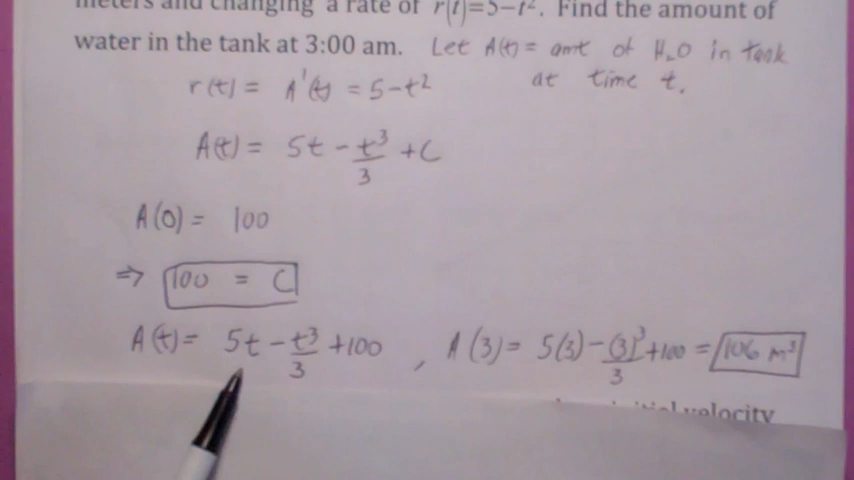 meters and changing a rate of r(t)=5−t². Find the amount of
water in the tank at 3:00 am. Let A(t) = amt of H₂O in tank
at time t.
r(t) = A'(t) = 5−t²
A(t) = 5t − t³/3 + C
A(0) = 100
⇒ 100 = C
A(t) = 5t − t³/3 + 100 , A(3) = 5(3) − (3)³/3 + 100 = 106 m³
initial velocity